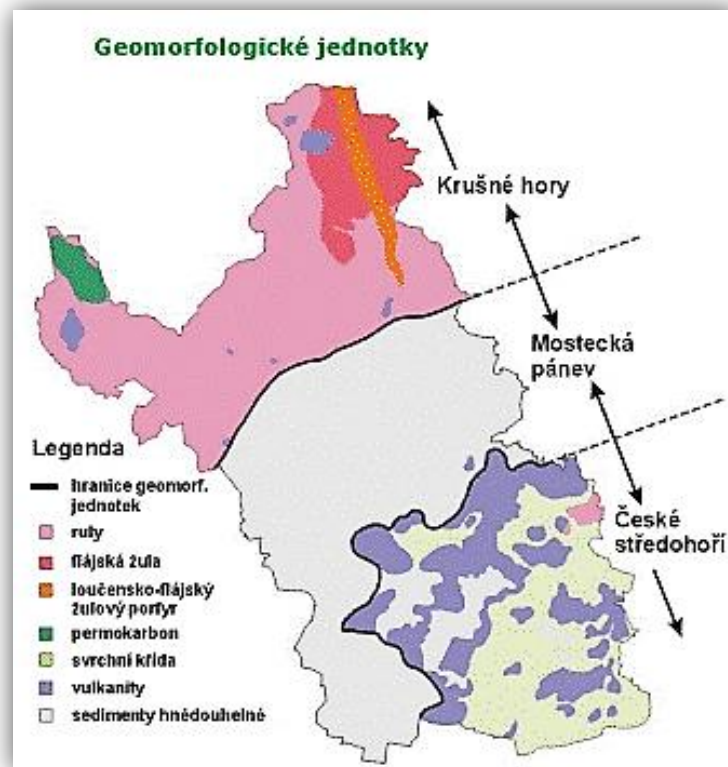 Geomorfologické jednotky
Krušné hory
Mostecká
pánev
České
středohoří
Legenda
hranice geomorf.
jednotek
ruly
flájská žula
loučensko-flájský
žulový porfyr
permokarbon
svrchní křída
vulkanity
sedimenty hnědouhelné